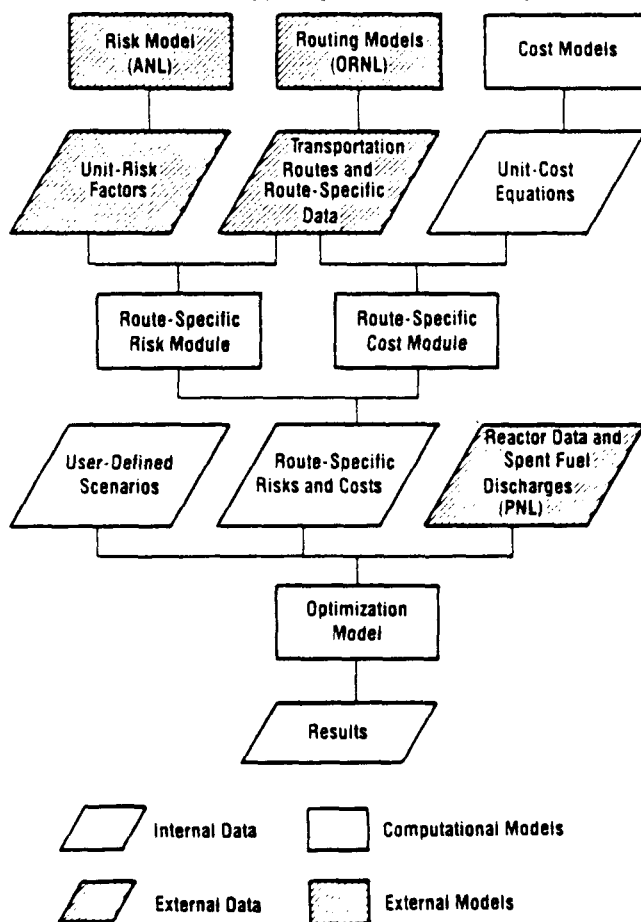 Risk Model
(ANL)
Routing Models
(ORNL)
Cost Models
Unit-Risk
Factors
Transportation
Routes and
Route-Specific
Data
Unit-Cost
Equations
Route-Specific
Risk Module
Route-Specific
Cost Module
User-Defined
Scenarios
Route-Specific
Risks and Costs
Reactor Data and
Spent Fuel
Discharges
(PNL)
Optimization
Model
Results
Internal Data
Computational Models
External Data
External Models